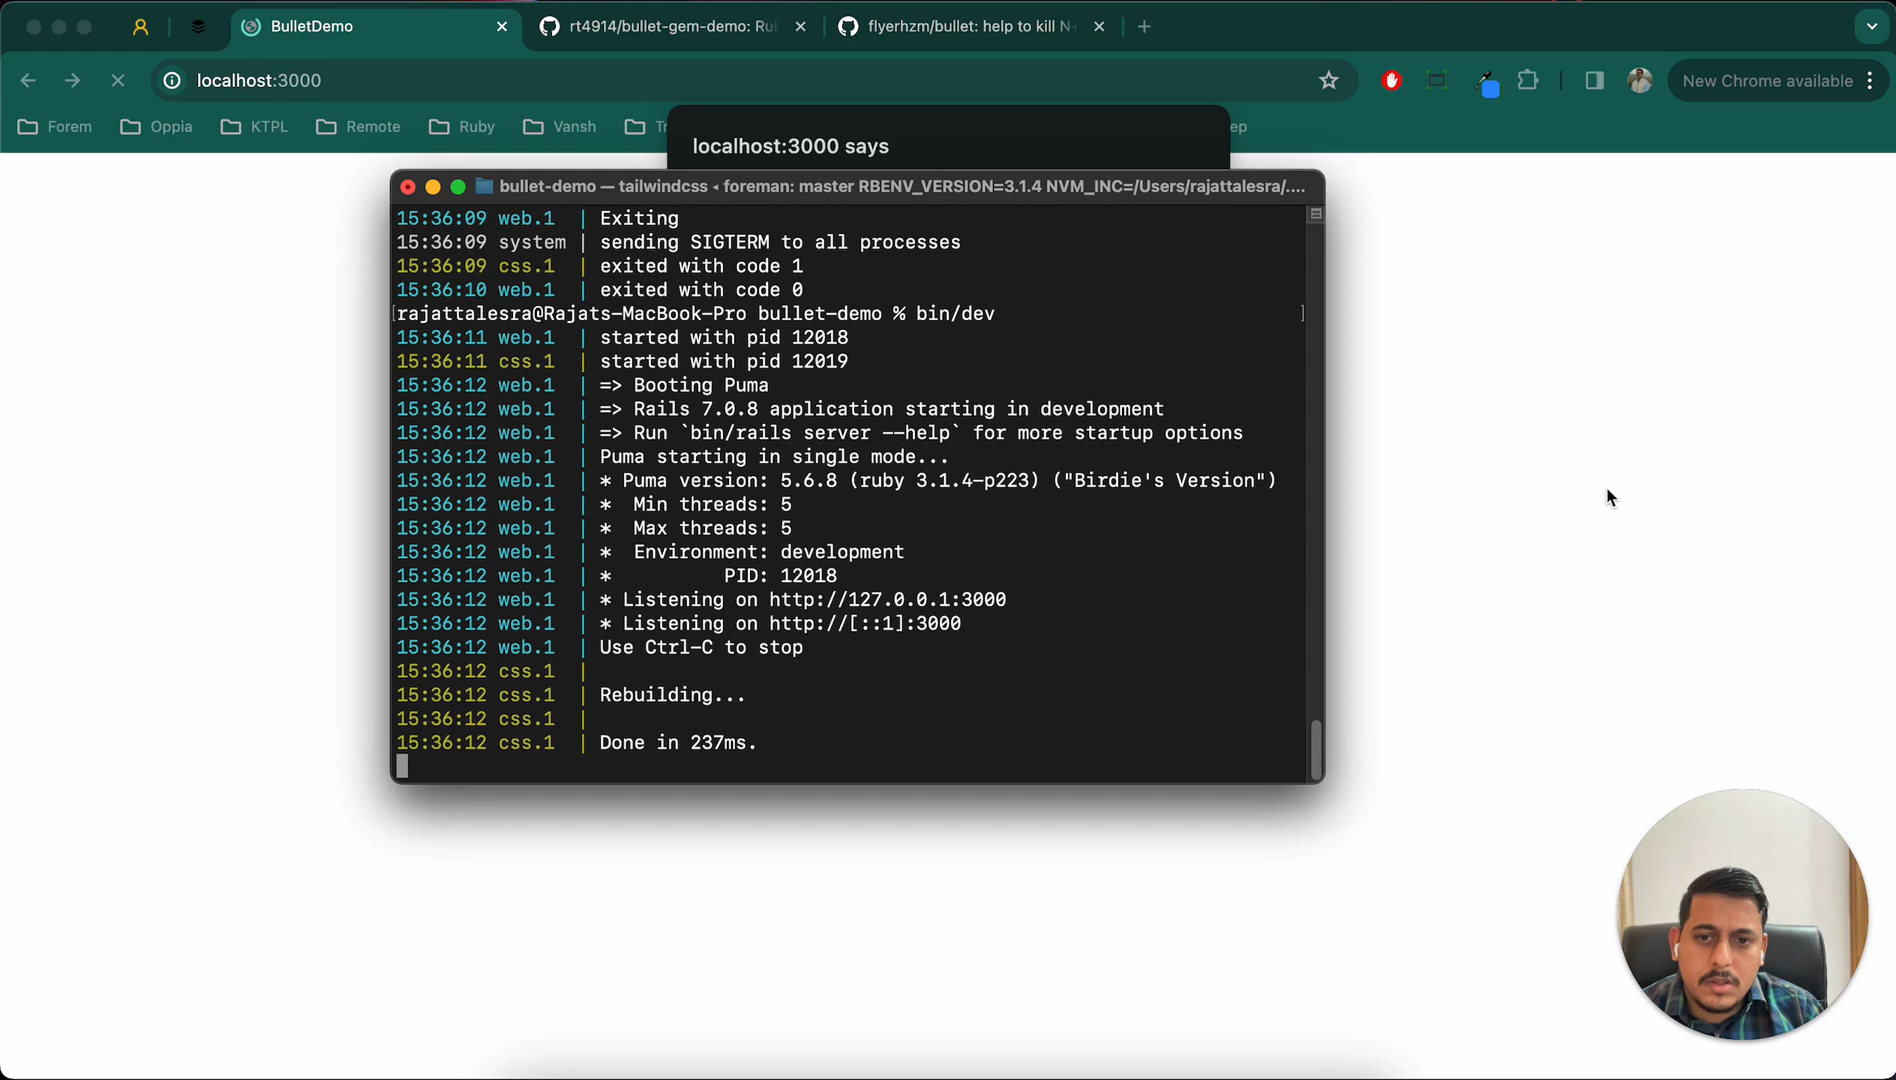 BulletDemo
rt4914/bullet-gem-demo: Rub
flyerhzm/bullet: help to kill N+
localhost:3000
New Chrome available
Forem
Oppia
KTPL
Remote
Ruby
Vansh
Tr
ep
localhost:3000 says
bullet-demo — tailwindcss ◂ foreman: master RBENV_VERSION=3.1.4 NVM_INC=/Users/rajattalesra/....
15:36:09 web.1  | Exiting
15:36:09 system | sending SIGTERM to all processes
15:36:09 css.1  | exited with code 1
15:36:10 web.1  | exited with code 0
[rajattalesra@Rajats-MacBook-Pro bullet-demo % bin/dev ]
15:36:11 web.1  | started with pid 12018
15:36:11 css.1  | started with pid 12019
15:36:12 web.1  | => Booting Puma
15:36:12 web.1  | => Rails 7.0.8 application starting in development
15:36:12 web.1  | => Run `bin/rails server --help` for more startup options
15:36:12 web.1  | Puma starting in single mode...
15:36:12 web.1  | * Puma version: 5.6.8 (ruby 3.1.4-p223) ("Birdie's Version")
15:36:12 web.1  | *  Min threads: 5
15:36:12 web.1  | *  Max threads: 5
15:36:12 web.1  | *  Environment: development
15:36:12 web.1  | *          PID: 12018
15:36:12 web.1  | * Listening on http://127.0.0.1:3000
15:36:12 web.1  | * Listening on http://[::1]:3000
15:36:12 web.1  | Use Ctrl-C to stop
15:36:12 css.1  |
15:36:12 css.1  | Rebuilding...
15:36:12 css.1  |
15:36:12 css.1  | Done in 237ms.